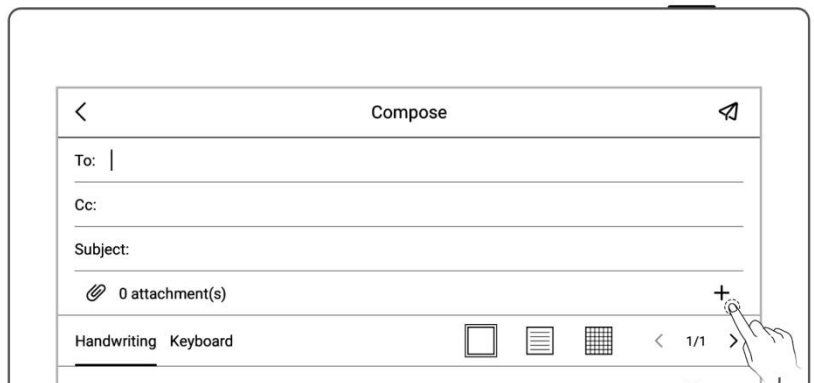 Compose
To:
Cc:
Subject:
0 attachment(s)
Handwriting Keyboard 1/1